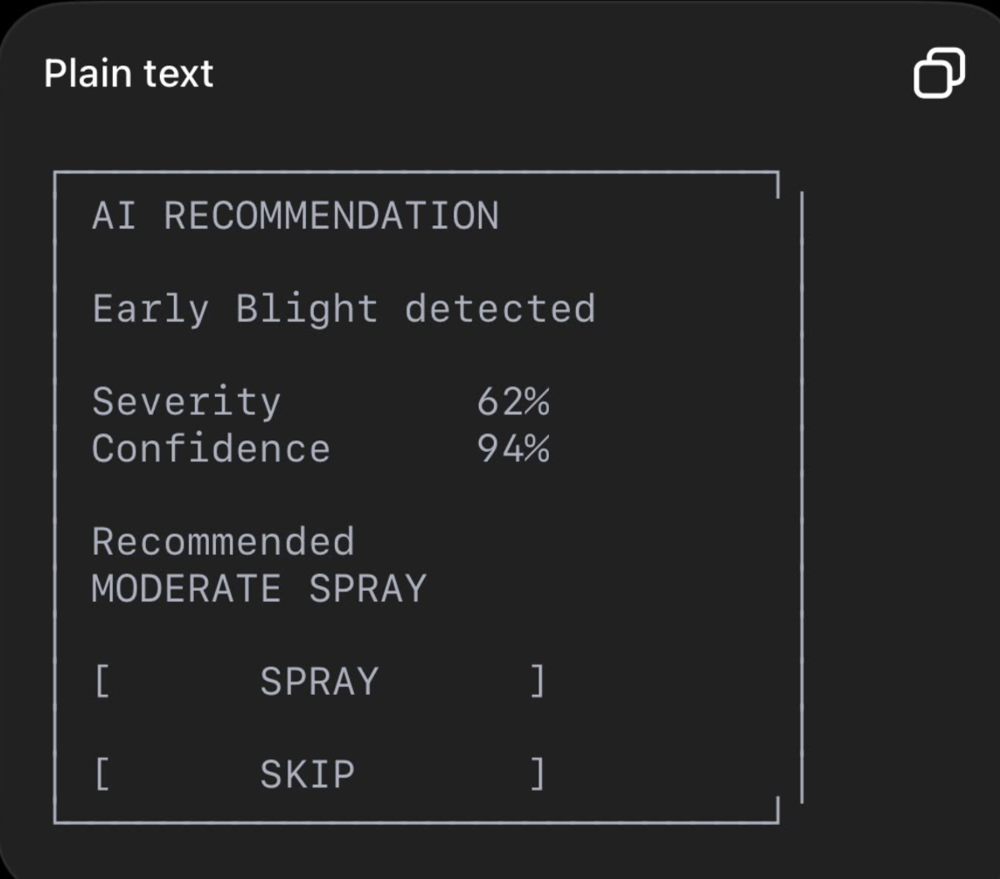 Plain text
AI RECOMMENDATION
Early Blight detected
Severity 62%
Confidence 94%
Recommended
MODERATE SPRAY
[ SPRAY ]
[ SKIP ]